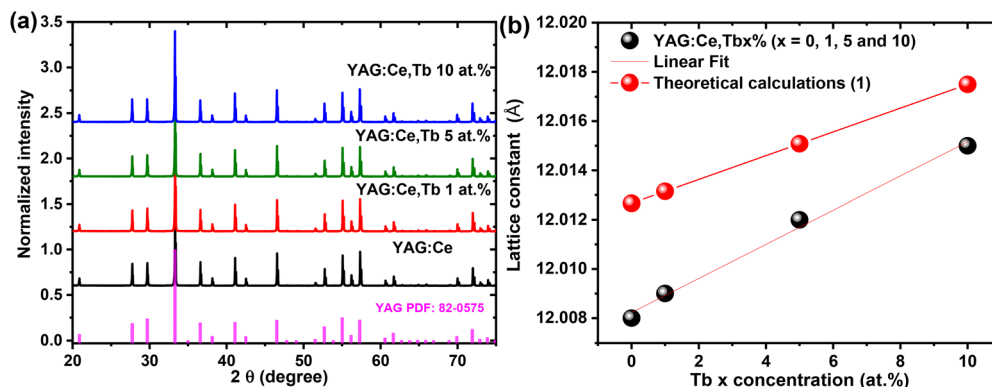 (a)
Normalized intensity
3.5
3.0
2.5
2.0
1.5
1.0
0.5
0.0
YAG:Ce,Tb 10 at.%
YAG:Ce,Tb 5 at.%
YAG:Ce,Tb 1 at.%
YAG:Ce
YAG PDF: 82-0575
20 30 40 50 60 70
2 θ (degree)
(b)
Lattice constant (Å)
12.020
12.018
12.016
12.014
12.012
12.010
12.008
YAG:Ce,Tbx% (x = 0, 1, 5 and 10)
Linear Fit
Theoretical calculations (1)
0 2 4 6 8 10
Tb x concentration (at.%)